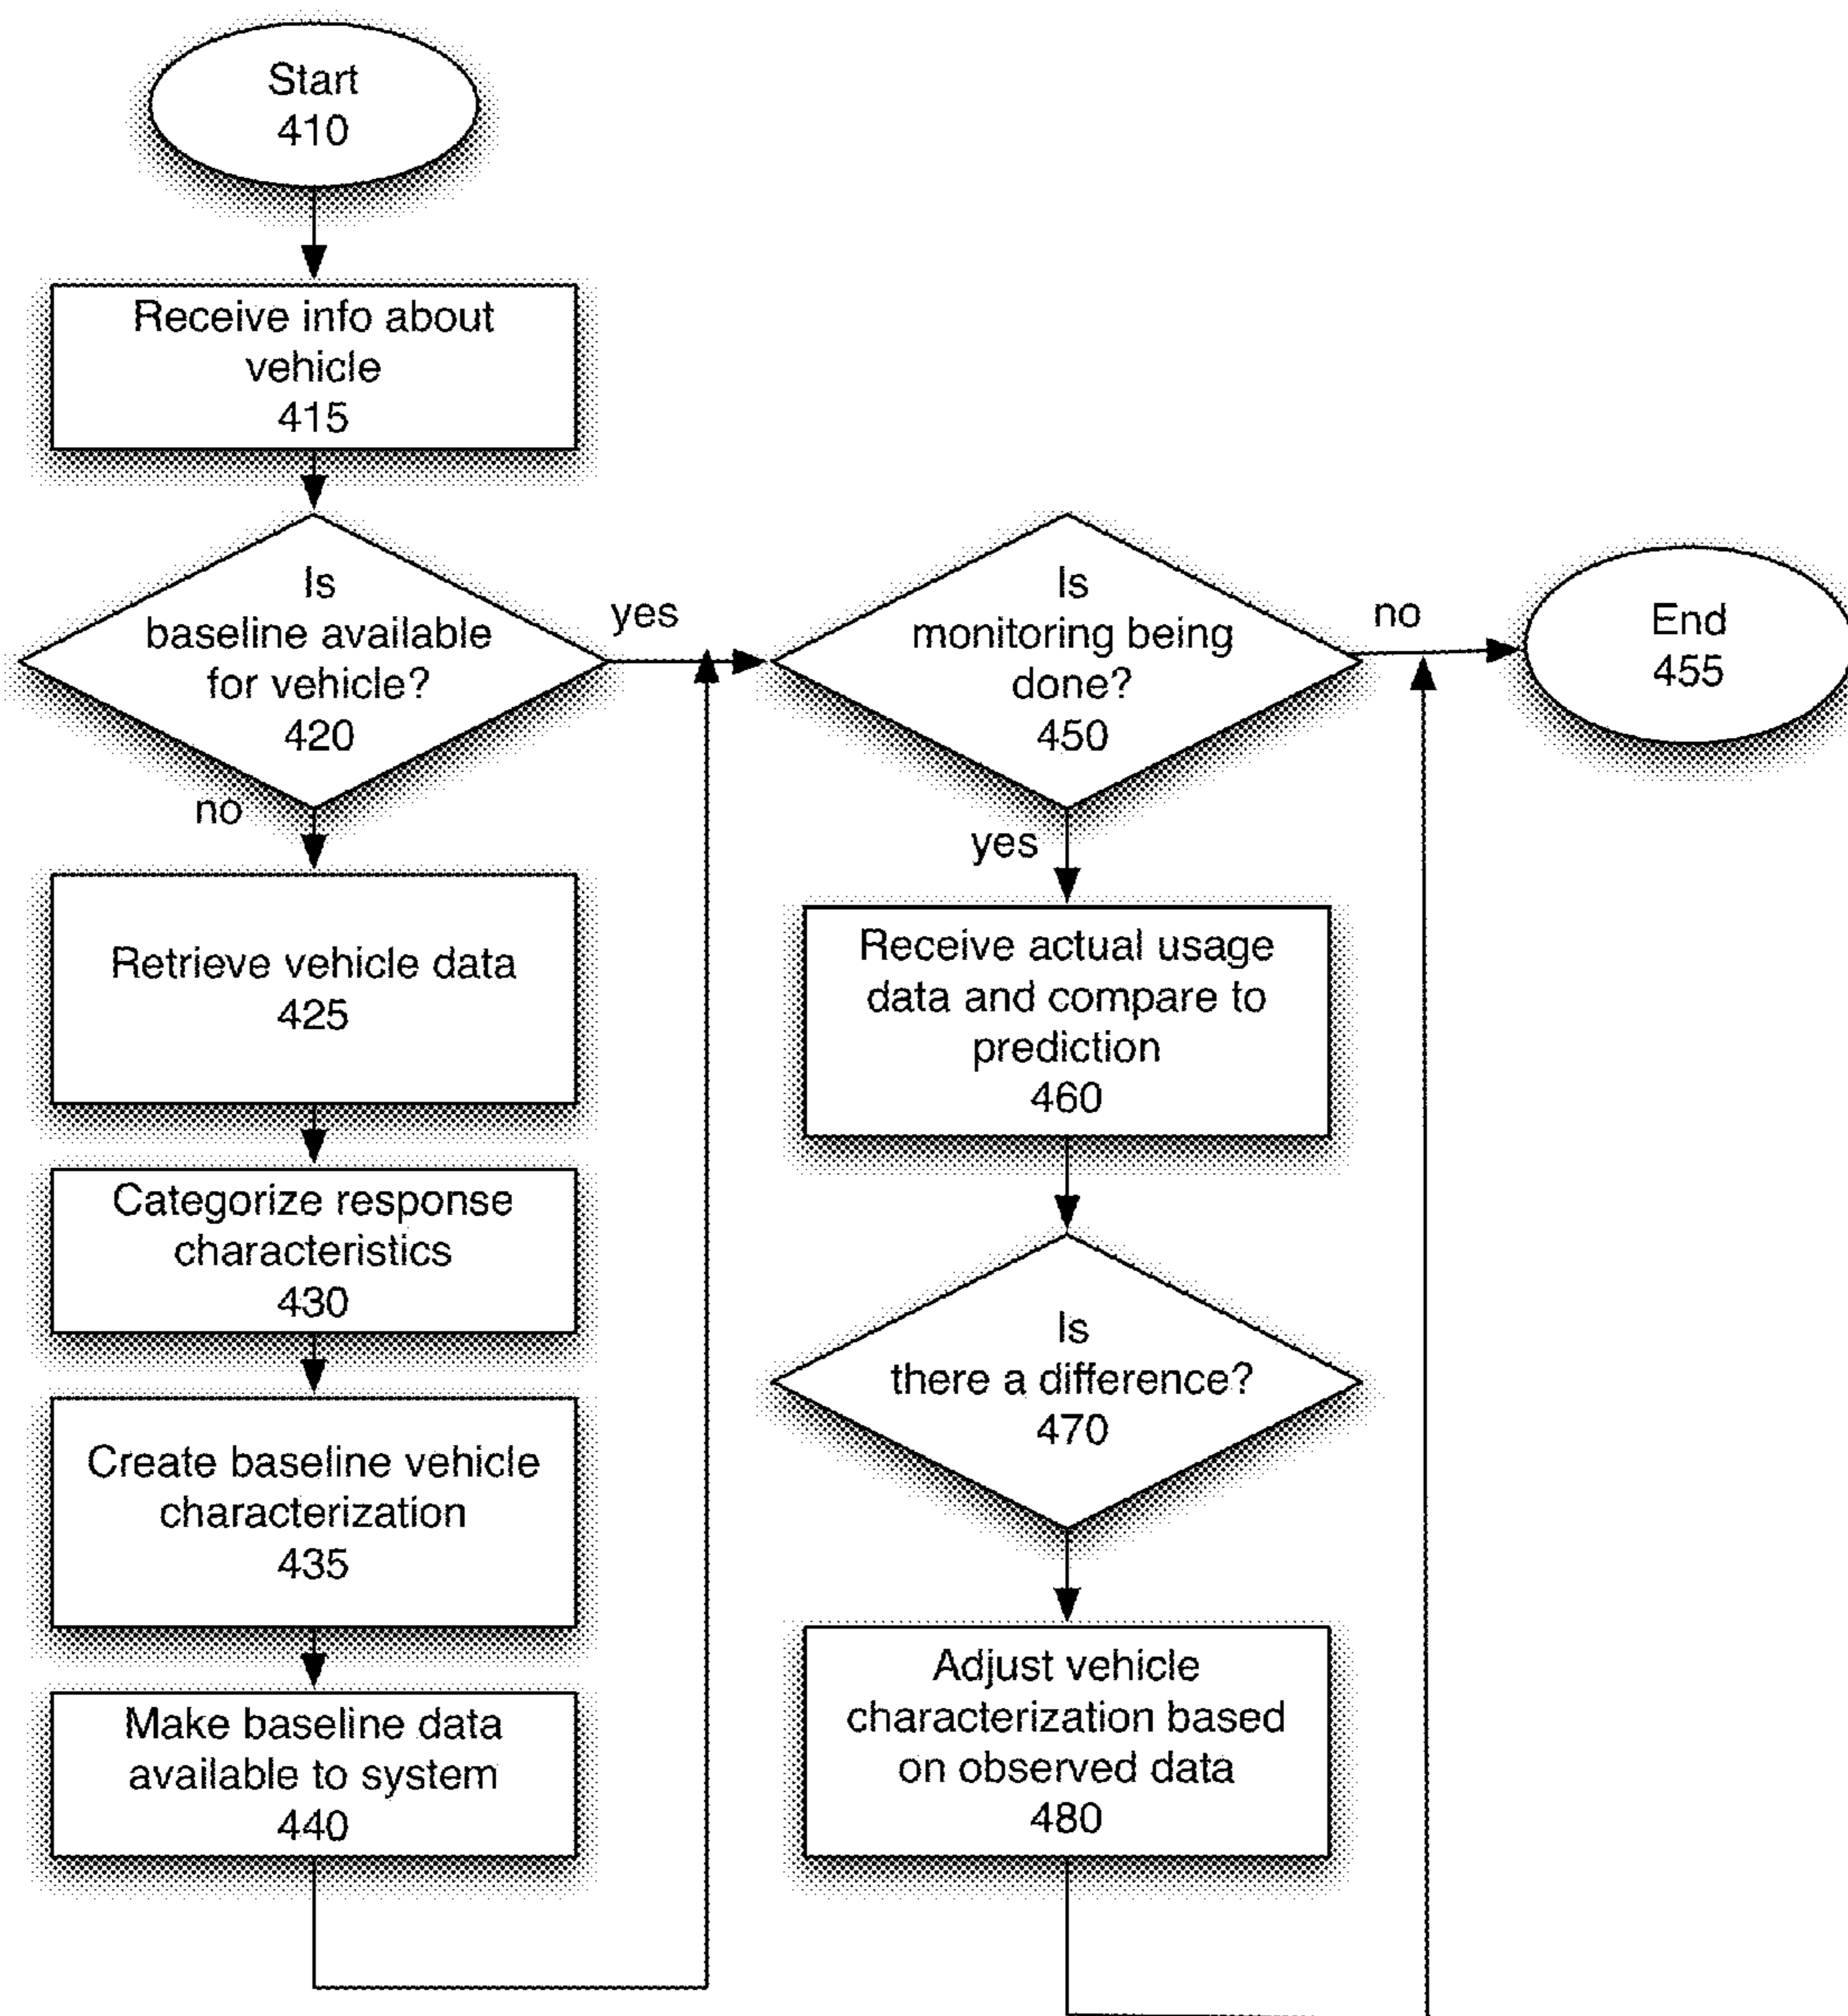 Start
410
Receive info about
vehicle
415
Is
baseline available
for vehicle?
420
yes
no
Retrieve vehicle data
425
Categorize response
characteristics
430
Create baseline vehicle
characterization
435
Make baseline data
available to system
440
Is
monitoring being
done?
450
no
yes
End
455
Receive actual usage
data and compare to
prediction
460
Is
there a difference?
470
Adjust vehicle
characterization based
on observed data
480